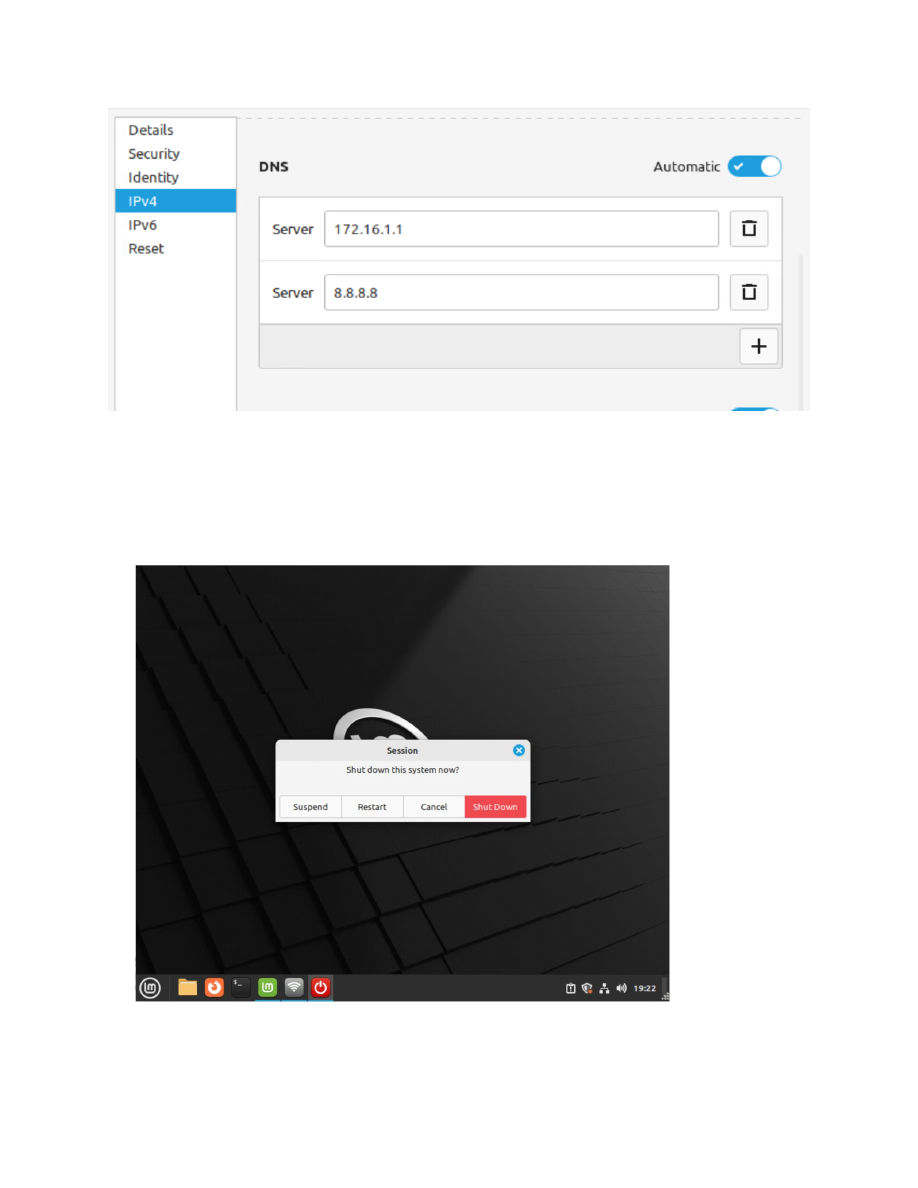 Details
Security
Identity
IPv4
IPv6
Reset
DNS Automatic
Server 172.16.1.1
Server 8.8.8.8
Session
Shut down this system now?
Suspend Restart Cancel Shut Down
19:22